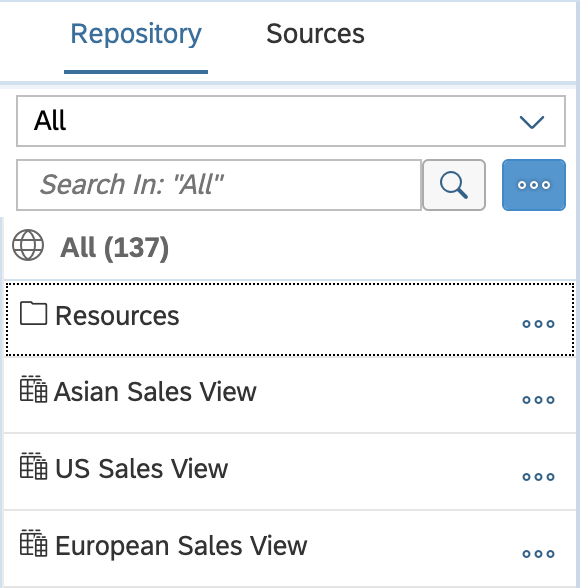 Repository Sources
All
Search In: "All"
All (137)
Resources
Asian Sales View
US Sales View
European Sales View